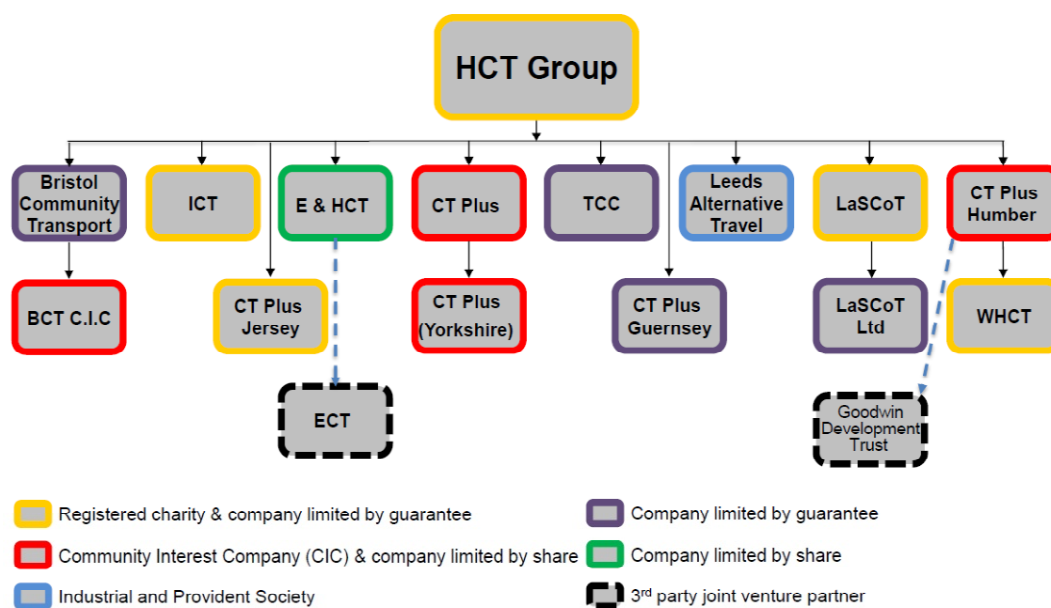 HCT Group
Bristol
Community
Transport
ICT
E & HCT
CT Plus
TCC
Leeds
Alternative
Travel
LaSCoT
CT Plus
Humber
BCT C.I.C
CT Plus
Jersey
CT Plus
(Yorkshire)
CT Plus
Guernsey
LaSCoT
Ltd
WHCT
ECT
Goodwin
Development
Trust
Registered charity & company limited by guarantee
Company limited by guarantee
Community Interest Company (CIC) & company limited by share
Company limited by share
Industrial and Provident Society
3rd party joint venture partner